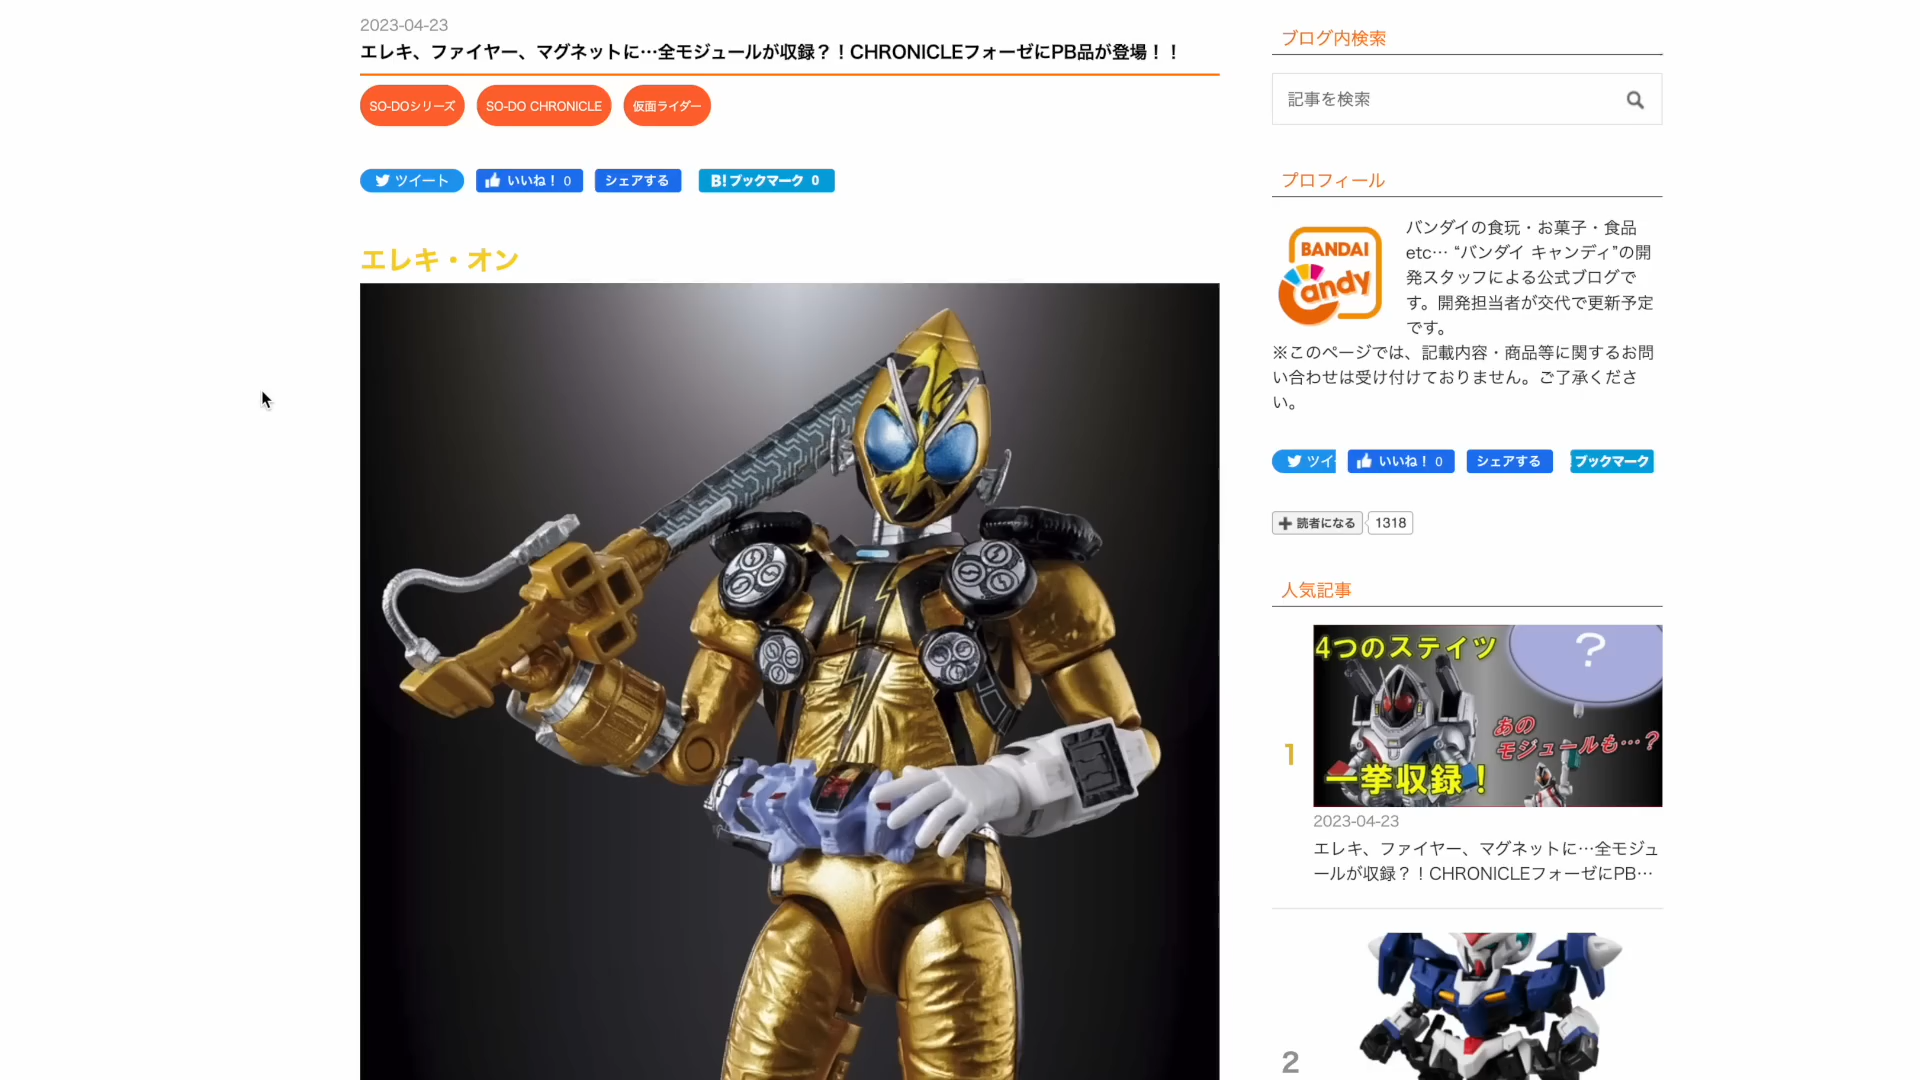 2023-04-23
エレキ、ファイヤー、マグネットに…全モジュールが収録？！CHRONICLEフォーゼにPB品が登場！！
SO-DOシリーズ
SO-DO CHRONICLE
仮面ライダー
ツイート
いいね！ 0
シェアする
B!ブックマーク 0
エレキ・オン
ブログ内検索
記事を検索
プロフィール
BANDAI
Candy
バンダイの食玩・お菓子・食品
etc… “バンダイ キャンディ”の開
発スタッフによる公式ブログで
す。開発担当者が交代で更新予定
です。
※このページでは、記載内容・商品等に関するお問
い合わせは受け付けておりません。ご了承くださ
い。
ツイ
いいね！ 0
シェアする
ブックマーク
読者になる
1318
人気記事
1
4つのステイツ
？
あの
モジュールも…？
一挙収録！
2023-04-23
エレキ、ファイヤー、マグネットに…全モジュ
ールが収録？！CHRONICLEフォーゼにPB…
2